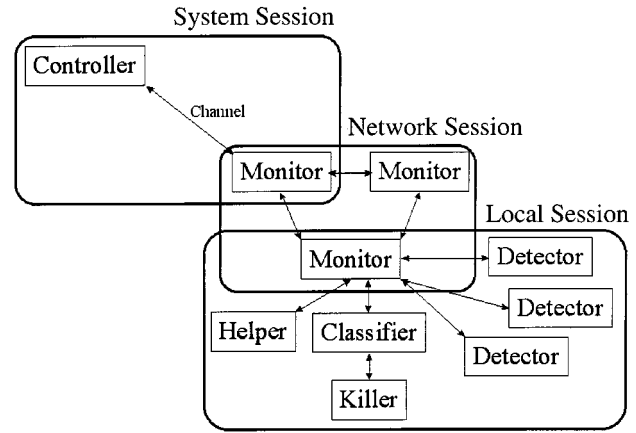 System Session
Controller
Channel
Network Session
Monitor
Monitor
Local Session
Monitor
Detector
Detector
Helper
Classifier
Detector
Killer